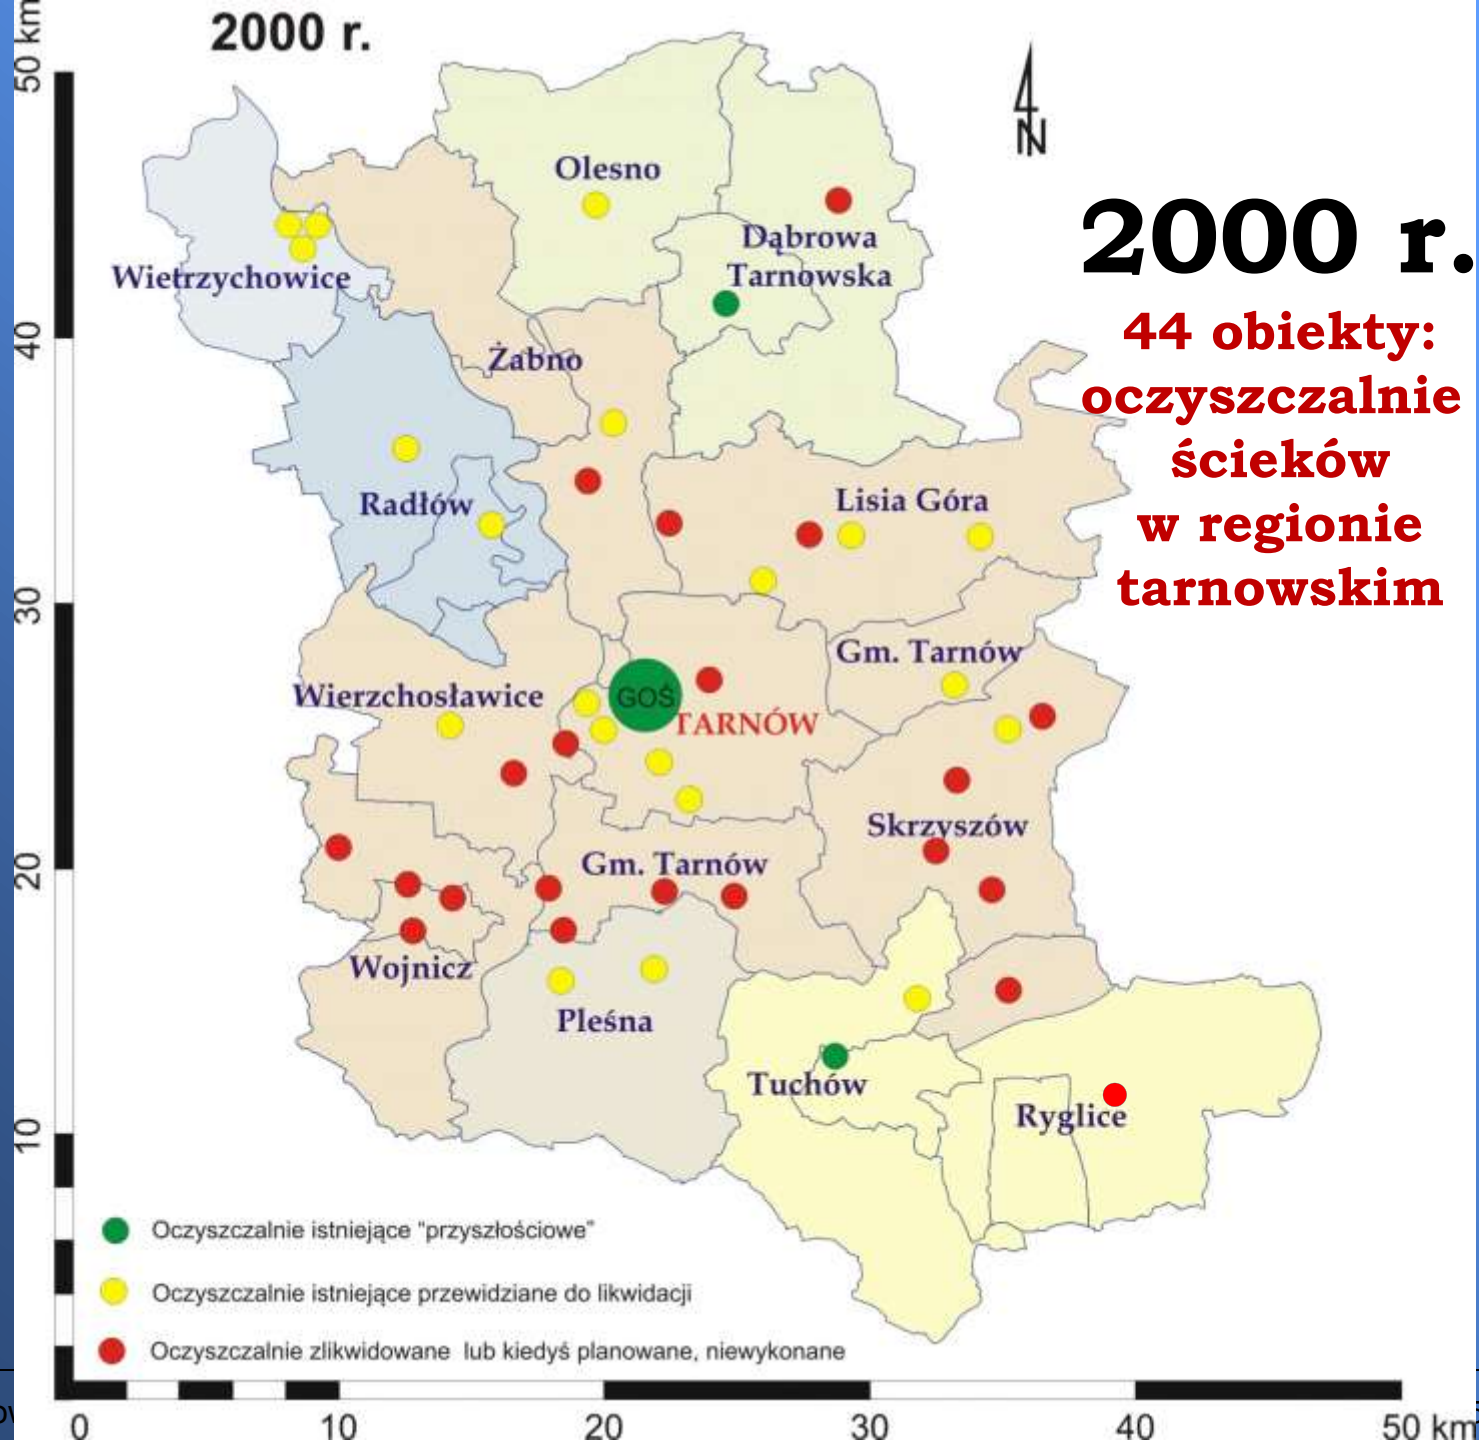 2000 r.
50 km
40
30
20
10
Olesno
Dąbrowa
Tarnowska
Wietrzychowice
Żabno
Radłów
Lisia Góra
Gm. Tarnów
Wierzchosławice
GOŚ
TARNÓW
Skrzyszów
Gm. Tarnów
Wojnicz
Pleśna
Tuchów
Ryglice
N
2000 r.
44 obiekty:
oczyszczalnie
ścieków
w regionie
tarnowskim
Oczyszczalnie istniejące "przyszłościowe"
Oczyszczalnie istniejące przewidziane do likwidacji
Oczyszczalnie zlikwidowane lub kiedyś planowane, niewykonane
0 10 20 30 40 50 km